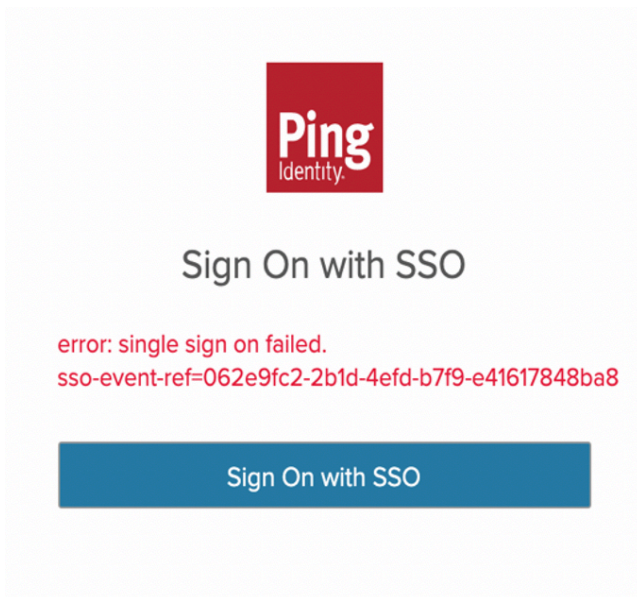 Ping
Identity.
Sign On with SSO
error: single sign on failed.
sso-event-ref=062e9fc2-2b1d-4efd-b7f9-e41617848ba8
Sign On with SSO